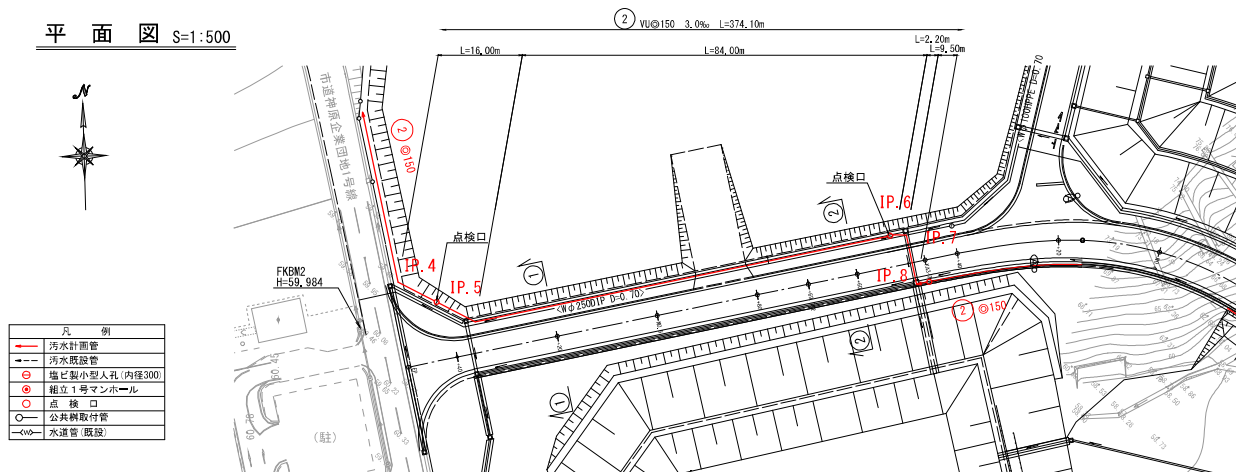 平面図 S=1:500
② VU◎150 3.0‰ L=374.10m
L=16.00m
L=84.00m
L=2.20m
L=9.50m
N
市道神原企業団地1号線
② ◎150
点検口
点検口
IP.4
IP.5
IP.6
IP.7
IP.8
FKBM2
H=59.984
<Wφ250DIP D=0.70>
② ◎150
①
②
①
②
(駐)
凡例
汚水計画管
汚水既設管
塩ビ製小型人孔(内径300)
組立1号マンホール
点検口
公共桝取付管
水道管(既設)